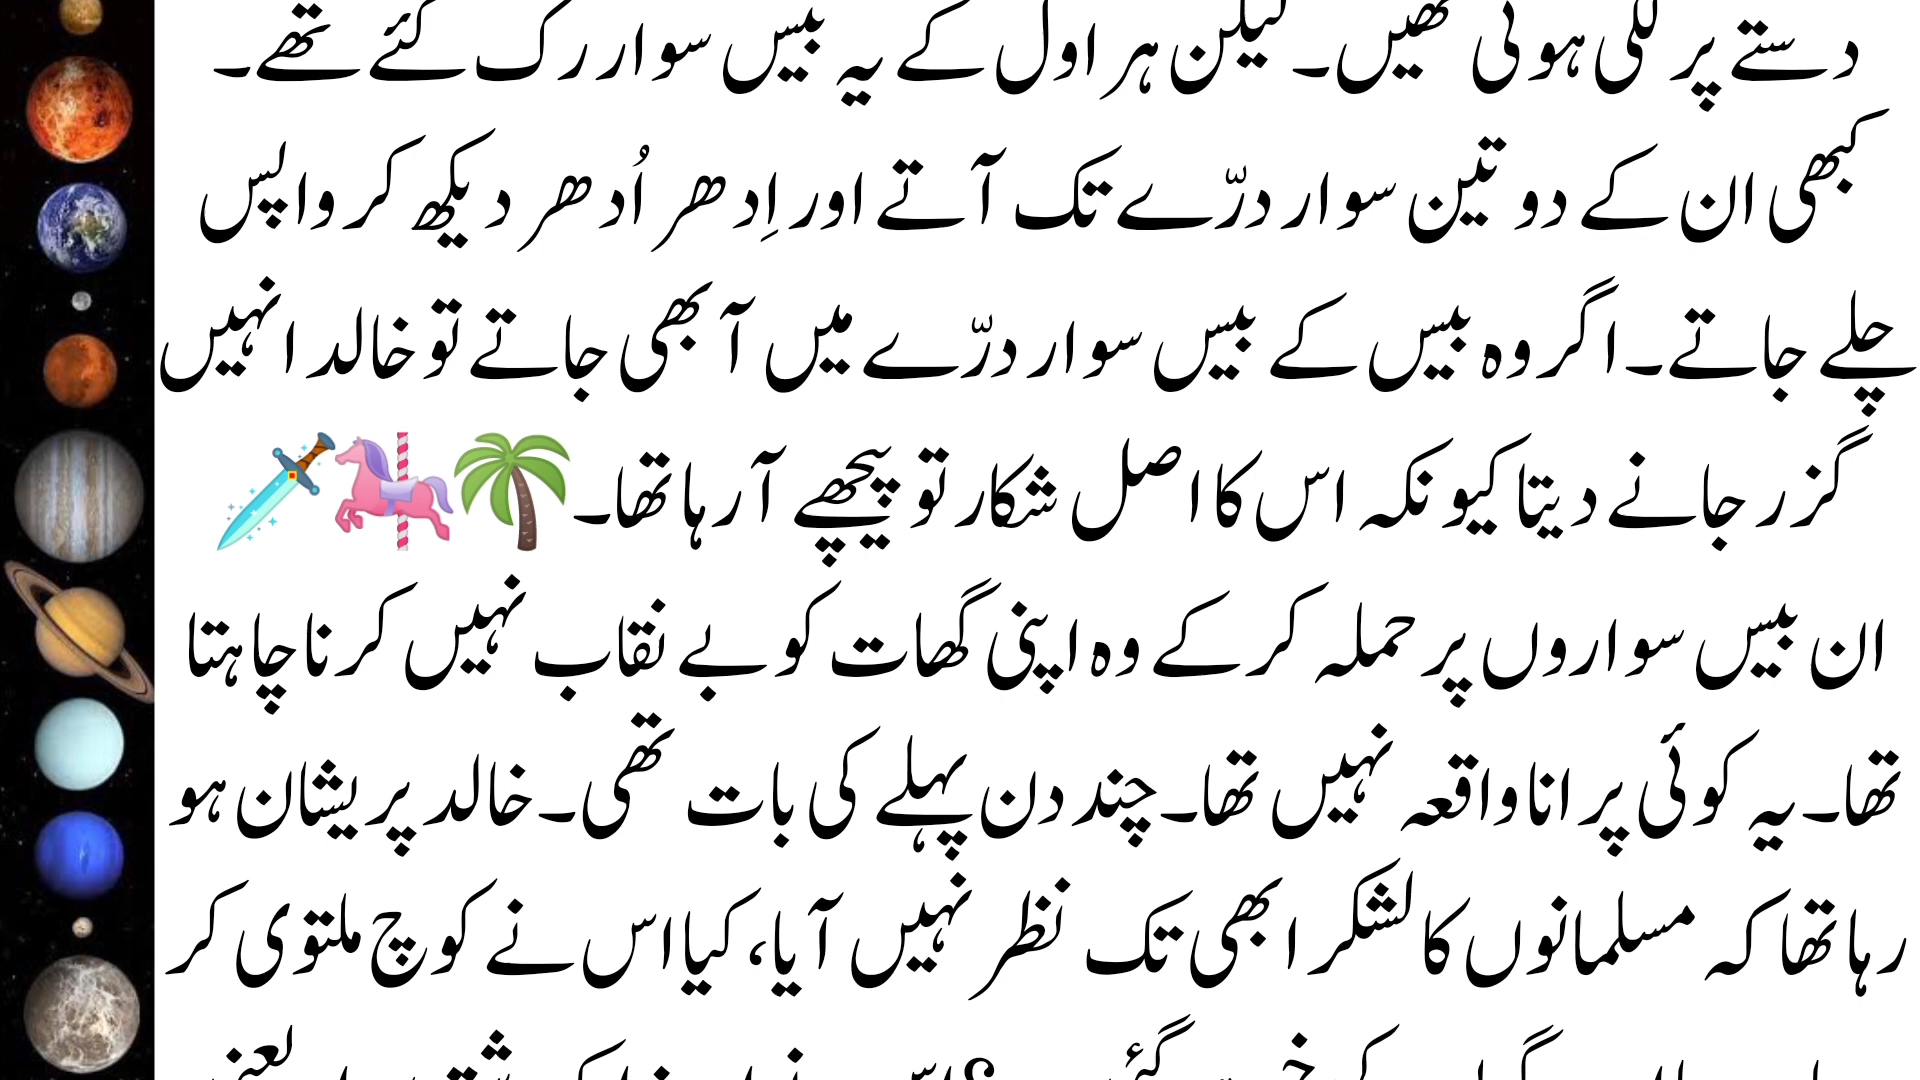 دستے پر لگی ہوئی تھیں۔ لیکن ہر اول کے یہ بیس سوار رک گئے تھے۔
کبھی ان کے دو تین سوار درّے تک آتے اور اِدھر اُدھر دیکھ کر واپس
چلے جاتے۔ اگر وہ بیس کے بیس سوار درّے میں آ بھی جاتے تو خالد انہیں
گزر جانے دیتا کیونکہ اس کا اصل شکار تو پیچھے آ رہا تھا۔🌴🎠🗡️
ان بیس سواروں پر حملہ کر کے وہ اپنی گھات کو بے نقاب نہیں کرنا چاہتا
تھا۔ یہ کوئی پرانا واقعہ نہیں تھا۔ چند دن پہلے کی بات تھی۔ خالد پریشان ہو
رہا تھا کہ مسلمانوں کا لشکر ابھی تک نظر نہیں آیا، کیا اس نے کوچ ملتوی کر